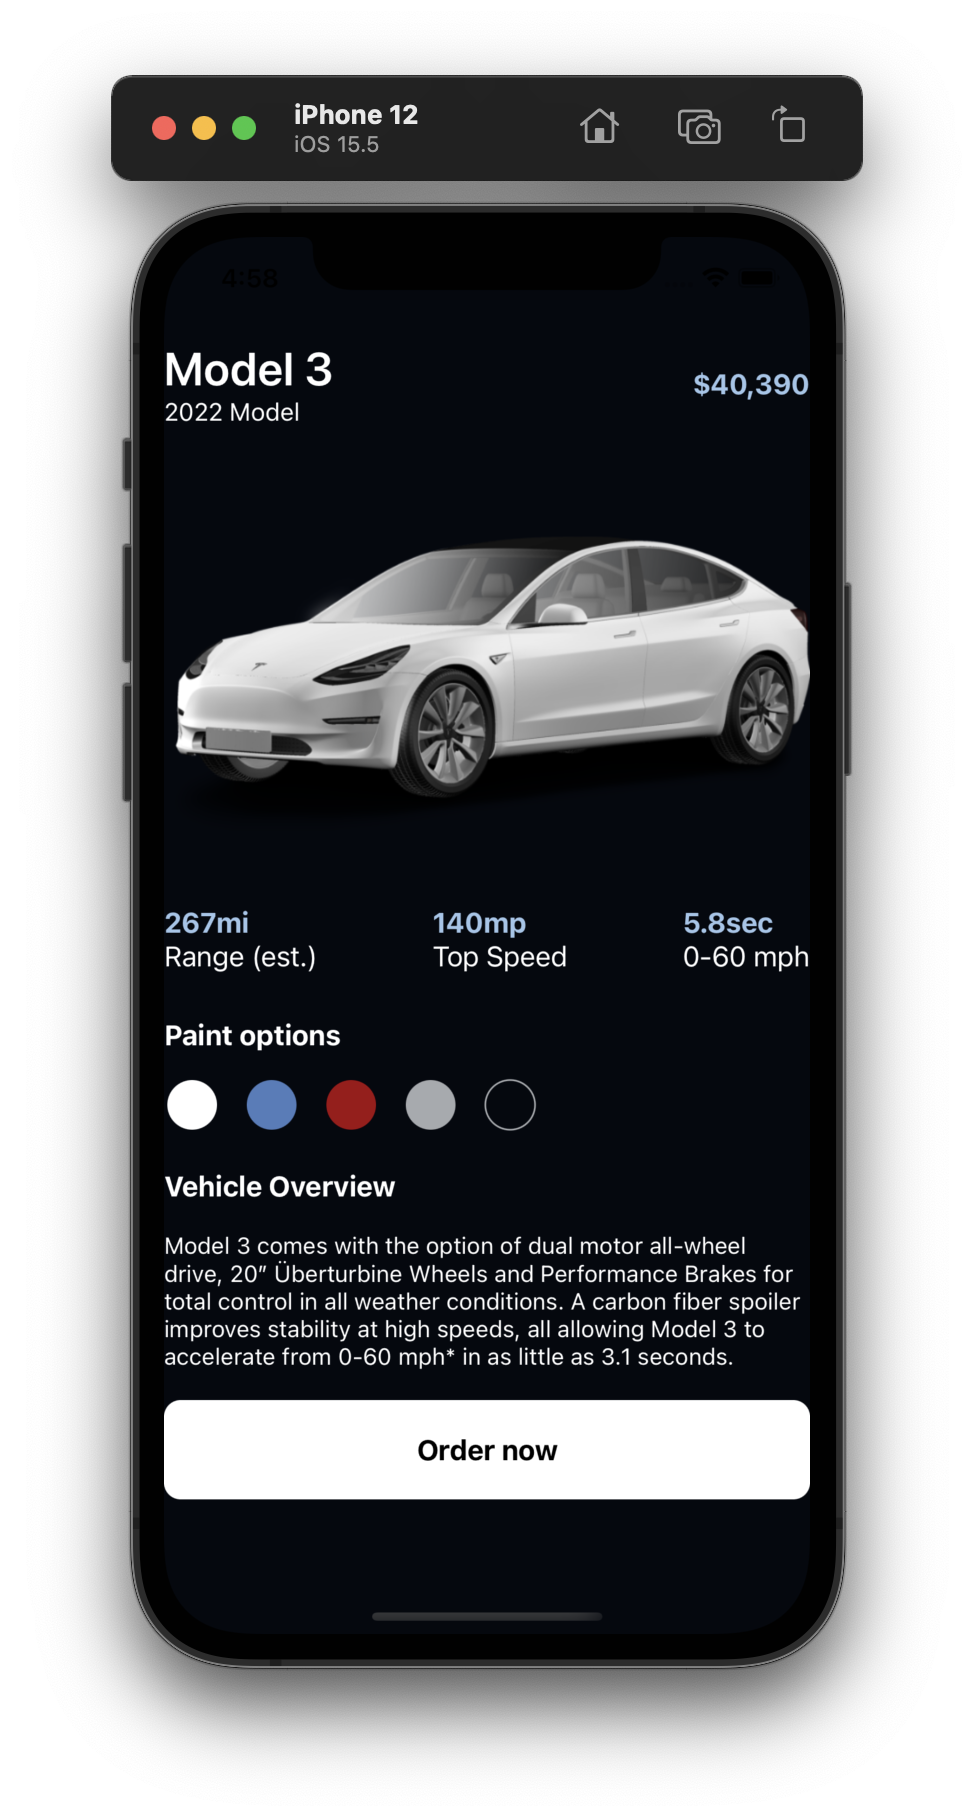 iPhone 12
iOS 15.5
4:58
Model 3
$40,390
2022 Model
267mi 140mp 5.8sec
Range (est.) Top Speed 0-60 mph
Paint options
Vehicle Overview
Model 3 comes with the option of dual motor all-wheel
drive, 20” Überturbine Wheels and Performance Brakes for
total control in all weather conditions. A carbon fiber spoiler
improves stability at high speeds, all allowing Model 3 to
accelerate from 0-60 mph* in as little as 3.1 seconds.
Order now